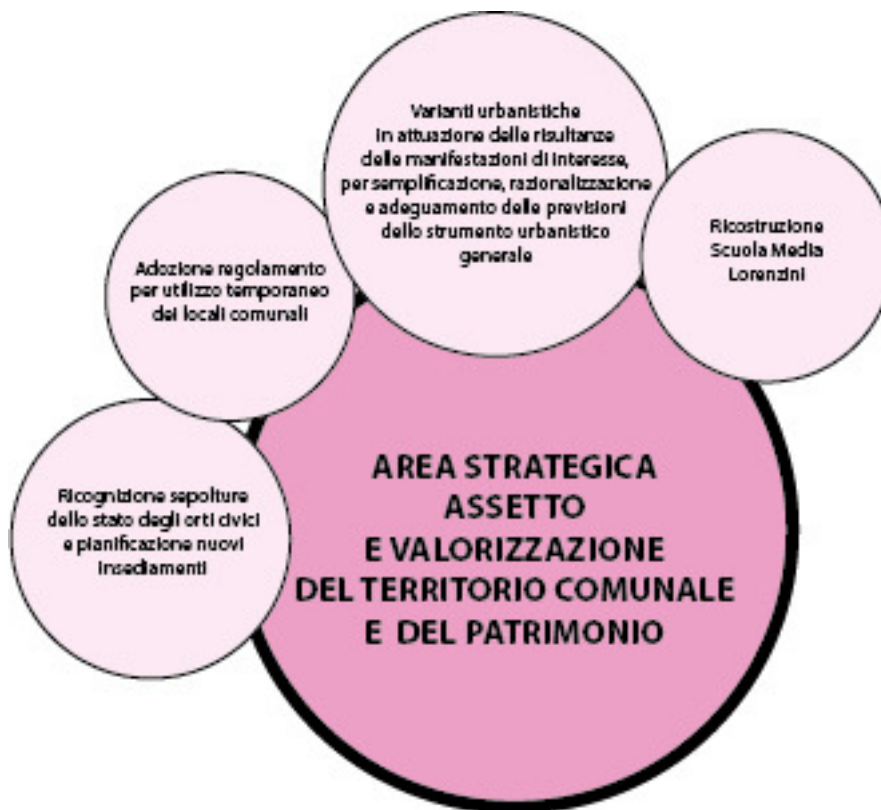 Varianti urbanistiche
in attuazione delle risultanze
delle manifestazioni di interesse,
per semplificazione, razionalizzazione
e adeguamento delle previsioni
dello strumento urbanistico
generale
Ricostruzione
Scuola Media
Lorenzini
Adozione regolamento
per utilizzo temporaneo
dei locali comunali
Ricognizione sepolture
dello stato degli orti civici
e pianificazione nuovi
insediamenti
AREA STRATEGICA
ASSETTO
E VALORIZZAZIONE
DEL TERRITORIO COMUNALE
E DEL PATRIMONIO